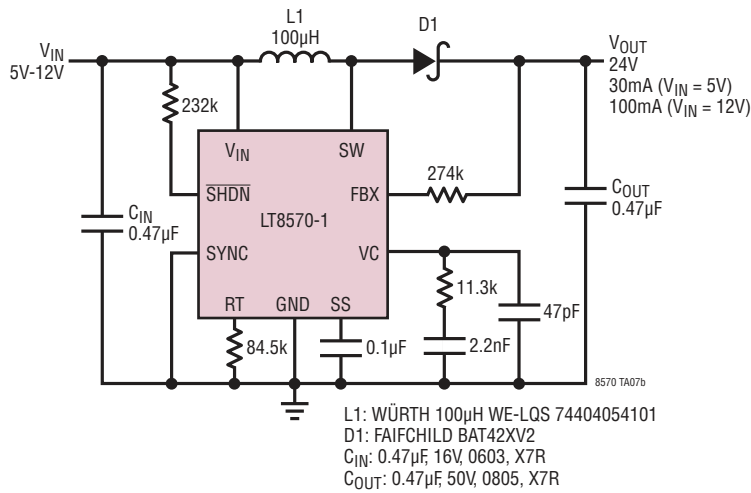 L1
100µH
D1
VIN
5V-12V
VOUT
24V
30mA (VIN = 5V)
100mA (VIN = 12V)
232k
VIN
SW
274k
SHDN
FBX
CIN
0.47µF
LT8570-1
COUT
0.47µF
SYNC
VC
11.3k
47pF
RT
GND
SS
84.5k
0.1µF
2.2nF
8570 TA07b
L1: WÜRTH 100µH WE-LQS 74404054101
D1: FAIFCHILD BAT42XV2
CIN: 0.47µF, 16V, 0603, X7R
COUT: 0.47µF, 50V, 0805, X7R